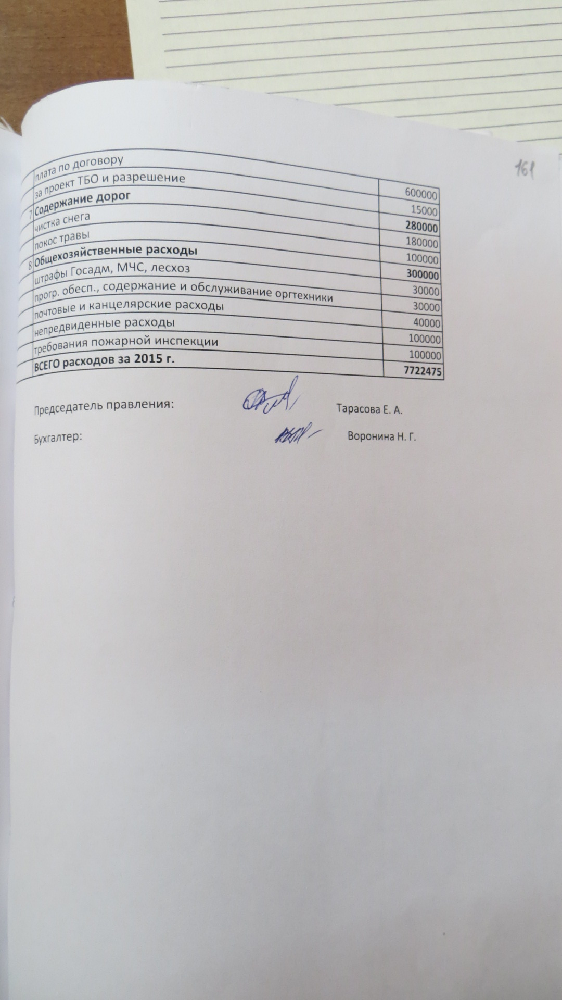 161
плата по договору 600000
за проект ТБО и разрешение 15000
7 Содержание дорог 280000
чистка снега 180000
покос травы 100000
8 Общехозяйственные расходы 300000
штрафы Госадм, МЧС, лесхоз 30000
прогр. обесп., содержание и обслуживание оргтехники 30000
почтовые и канцелярские расходы 40000
непредвиденные расходы 100000
требования пожарной инспекции 100000
ВСЕГО расходов за 2015 г. 7722475
Председатель правления: Тарасова Е. А.
Бухгалтер: Воронина Н. Г.